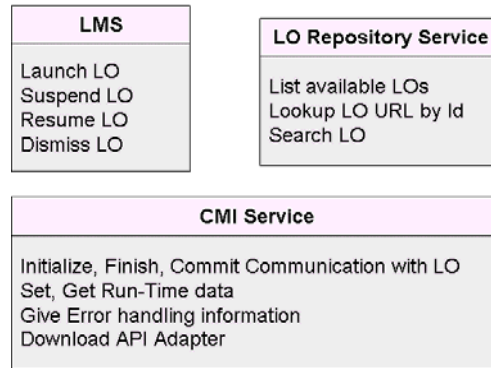 LMS
Launch LO
Suspend LO
Resume LO
Dismiss LO
LO Repository Service
List available LOs
Lookup LO URL by Id
Search LO
CMI Service
Initialize, Finish, Commit Communication with LO
Set, Get Run-Time data
Give Error handling information
Download API Adapter